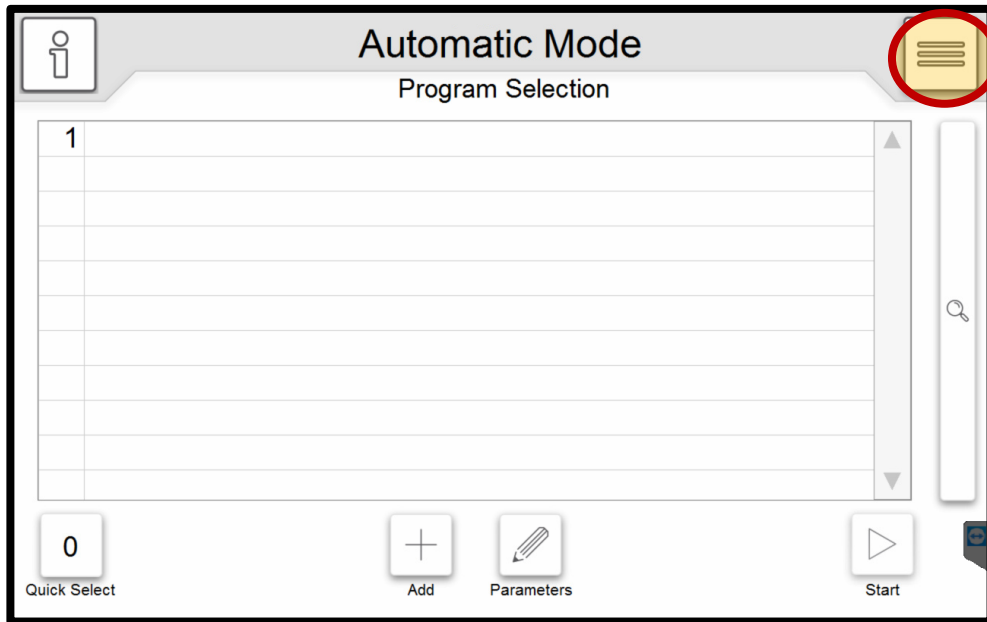 Automatic Mode
Program Selection
1
0
Quick Select
Add
Parameters
Start